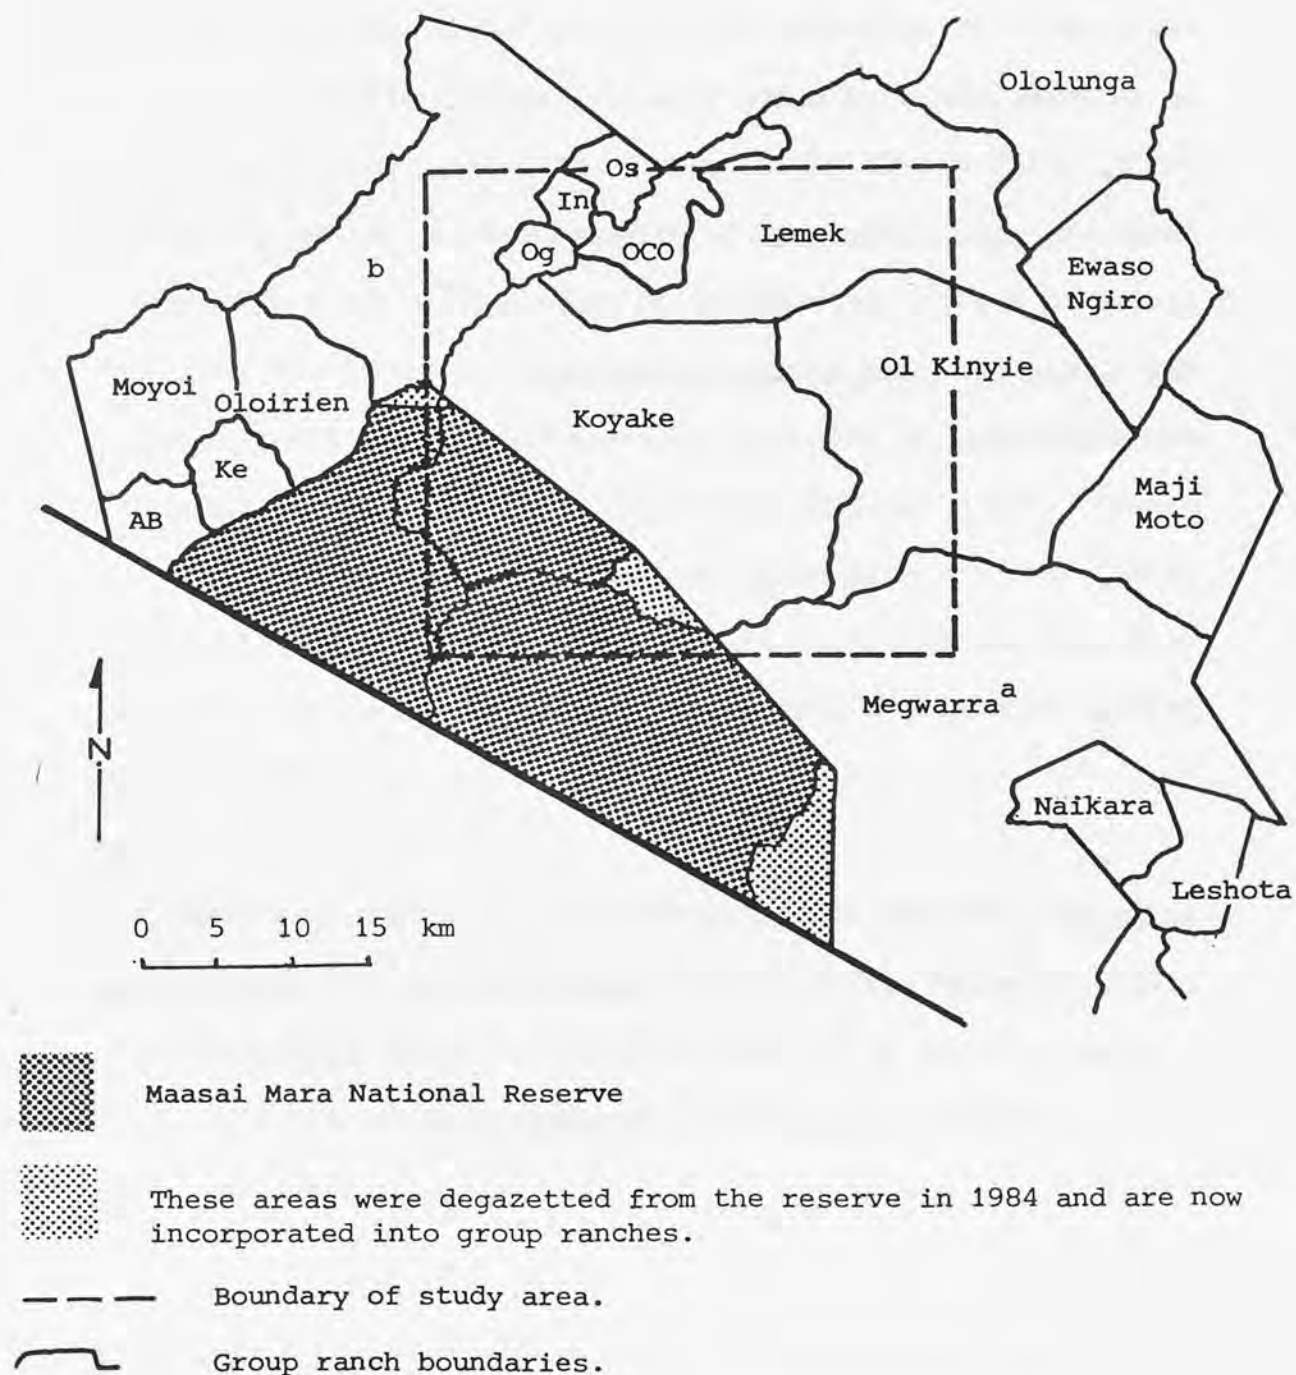 Ololunga
Os
In
Lemek
Og
OCO
b
Ewaso
Ngiro
Ol Kinyie
Moyoi
Oloirien
Koyake
Ke
AB
Maji
Moto
Megwarra a
N
Naikara
Leshota
0 5 10 15 km
Maasai Mara National Reserve
These areas were degazetted from the reserve in 1984 and are now
incorporated into group ranches.
Boundary of study area.
Group ranch boundaries.